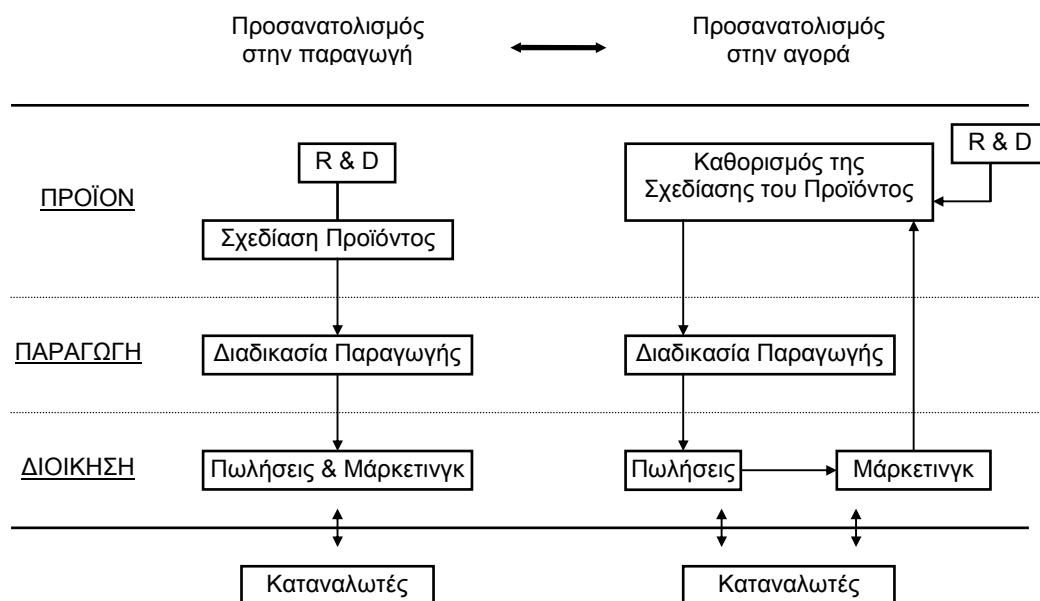 Προσανατολισμός
στην παραγωγή
Προσανατολισμός
στην αγορά
ΠΡΟΪΟΝ
R & D
Σχεδίαση Προϊόντος
Καθορισμός της
Σχεδίασης του Προϊόντος
R & D
ΠΑΡΑΓΩΓΗ
Διαδικασία Παραγωγής
Διαδικασία Παραγωγής
ΔΙΟΙΚΗΣΗ
Πωλήσεις & Μάρκετινγκ
Πωλήσεις
Μάρκετινγκ
Καταναλωτές
Καταναλωτές